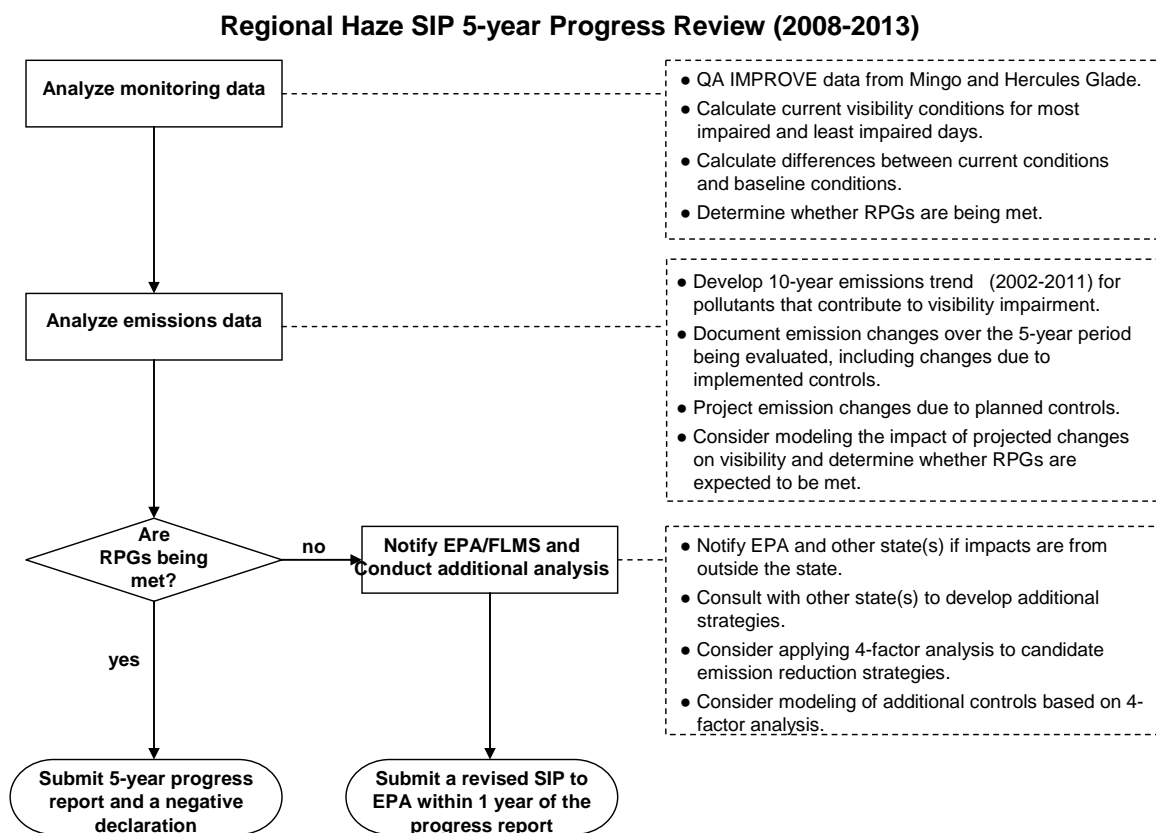 Regional Haze SIP 5-year Progress Review (2008-2013)
Analyze monitoring data
● QA IMPROVE data from Mingo and Hercules Glade.
● Calculate current visibility conditions for most
impaired and least impaired days.
● Calculate differences between current conditions
and baseline conditions.
● Determine whether RPGs are being met.
Analyze emissions data
● Develop 10-year emissions trend (2002-2011) for
pollutants that contribute to visibility impairment.
● Document emission changes over the 5-year period
being evaluated, including changes due to
implemented controls.
● Project emission changes due to planned controls.
● Consider modeling the impact of projected changes
on visibility and determine whether RPGs are
expected to be met.
Are
RPGs being
met?
no
Notify EPA/FLMS and
Conduct additional analysis
● Notify EPA and other state(s) if impacts are from
outside the state.
● Consult with other state(s) to develop additional
strategies.
● Consider applying 4-factor analysis to candidate
emission reduction strategies.
● Consider modeling of additional controls based on 4-
factor analysis.
yes
Submit 5-year progress
report and a negative
declaration
Submit a revised SIP to
EPA within 1 year of the
progress report